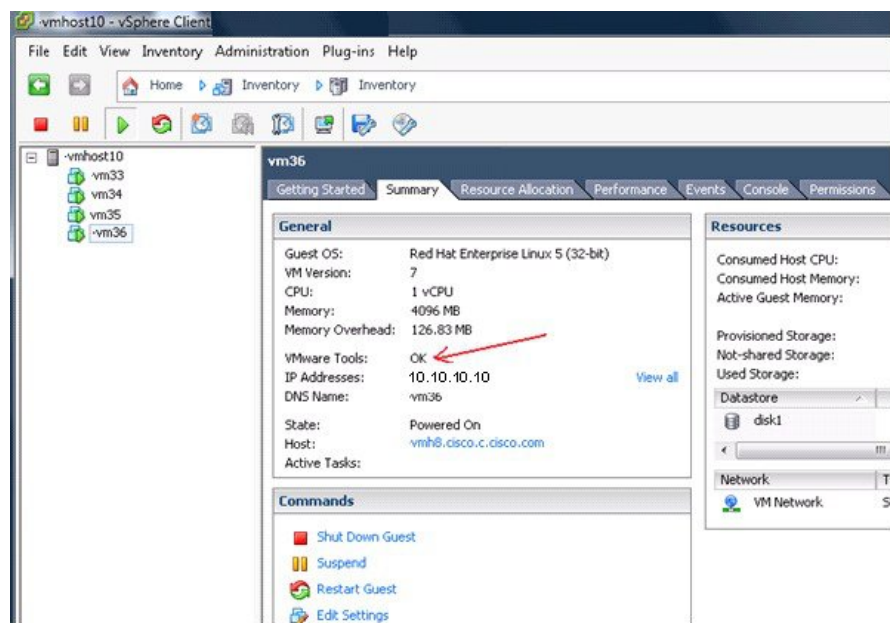 vmhost10 - vSphere Client
File Edit View Inventory Administration Plug-ins Help
Home Inventory Inventory
-vmhost10
vm33
vm34
vm35
-vm36
vm36
Getting Started Summary Resource Allocation Performance Events Console Permissions
General
Guest OS: Red Hat Enterprise Linux 5 (32-bit)
VM Version: 7
CPU: 1 vCPU
Memory: 4096 MB
Memory Overhead: 126.83 MB
VMware Tools: OK
IP Addresses: 10.10.10.10 View all
DNS Name: vm36
State: Powered On
Host: vmh8.cisco.c.cisco.com
Active Tasks:
Commands
Shut Down Guest
Suspend
Restart Guest
Edit Settings
Resources
Consumed Host CPU:
Consumed Host Memory:
Active Guest Memory:
Provisioned Storage:
Not-shared Storage:
Used Storage:
Datastore
disk1
Network T
VM Network S